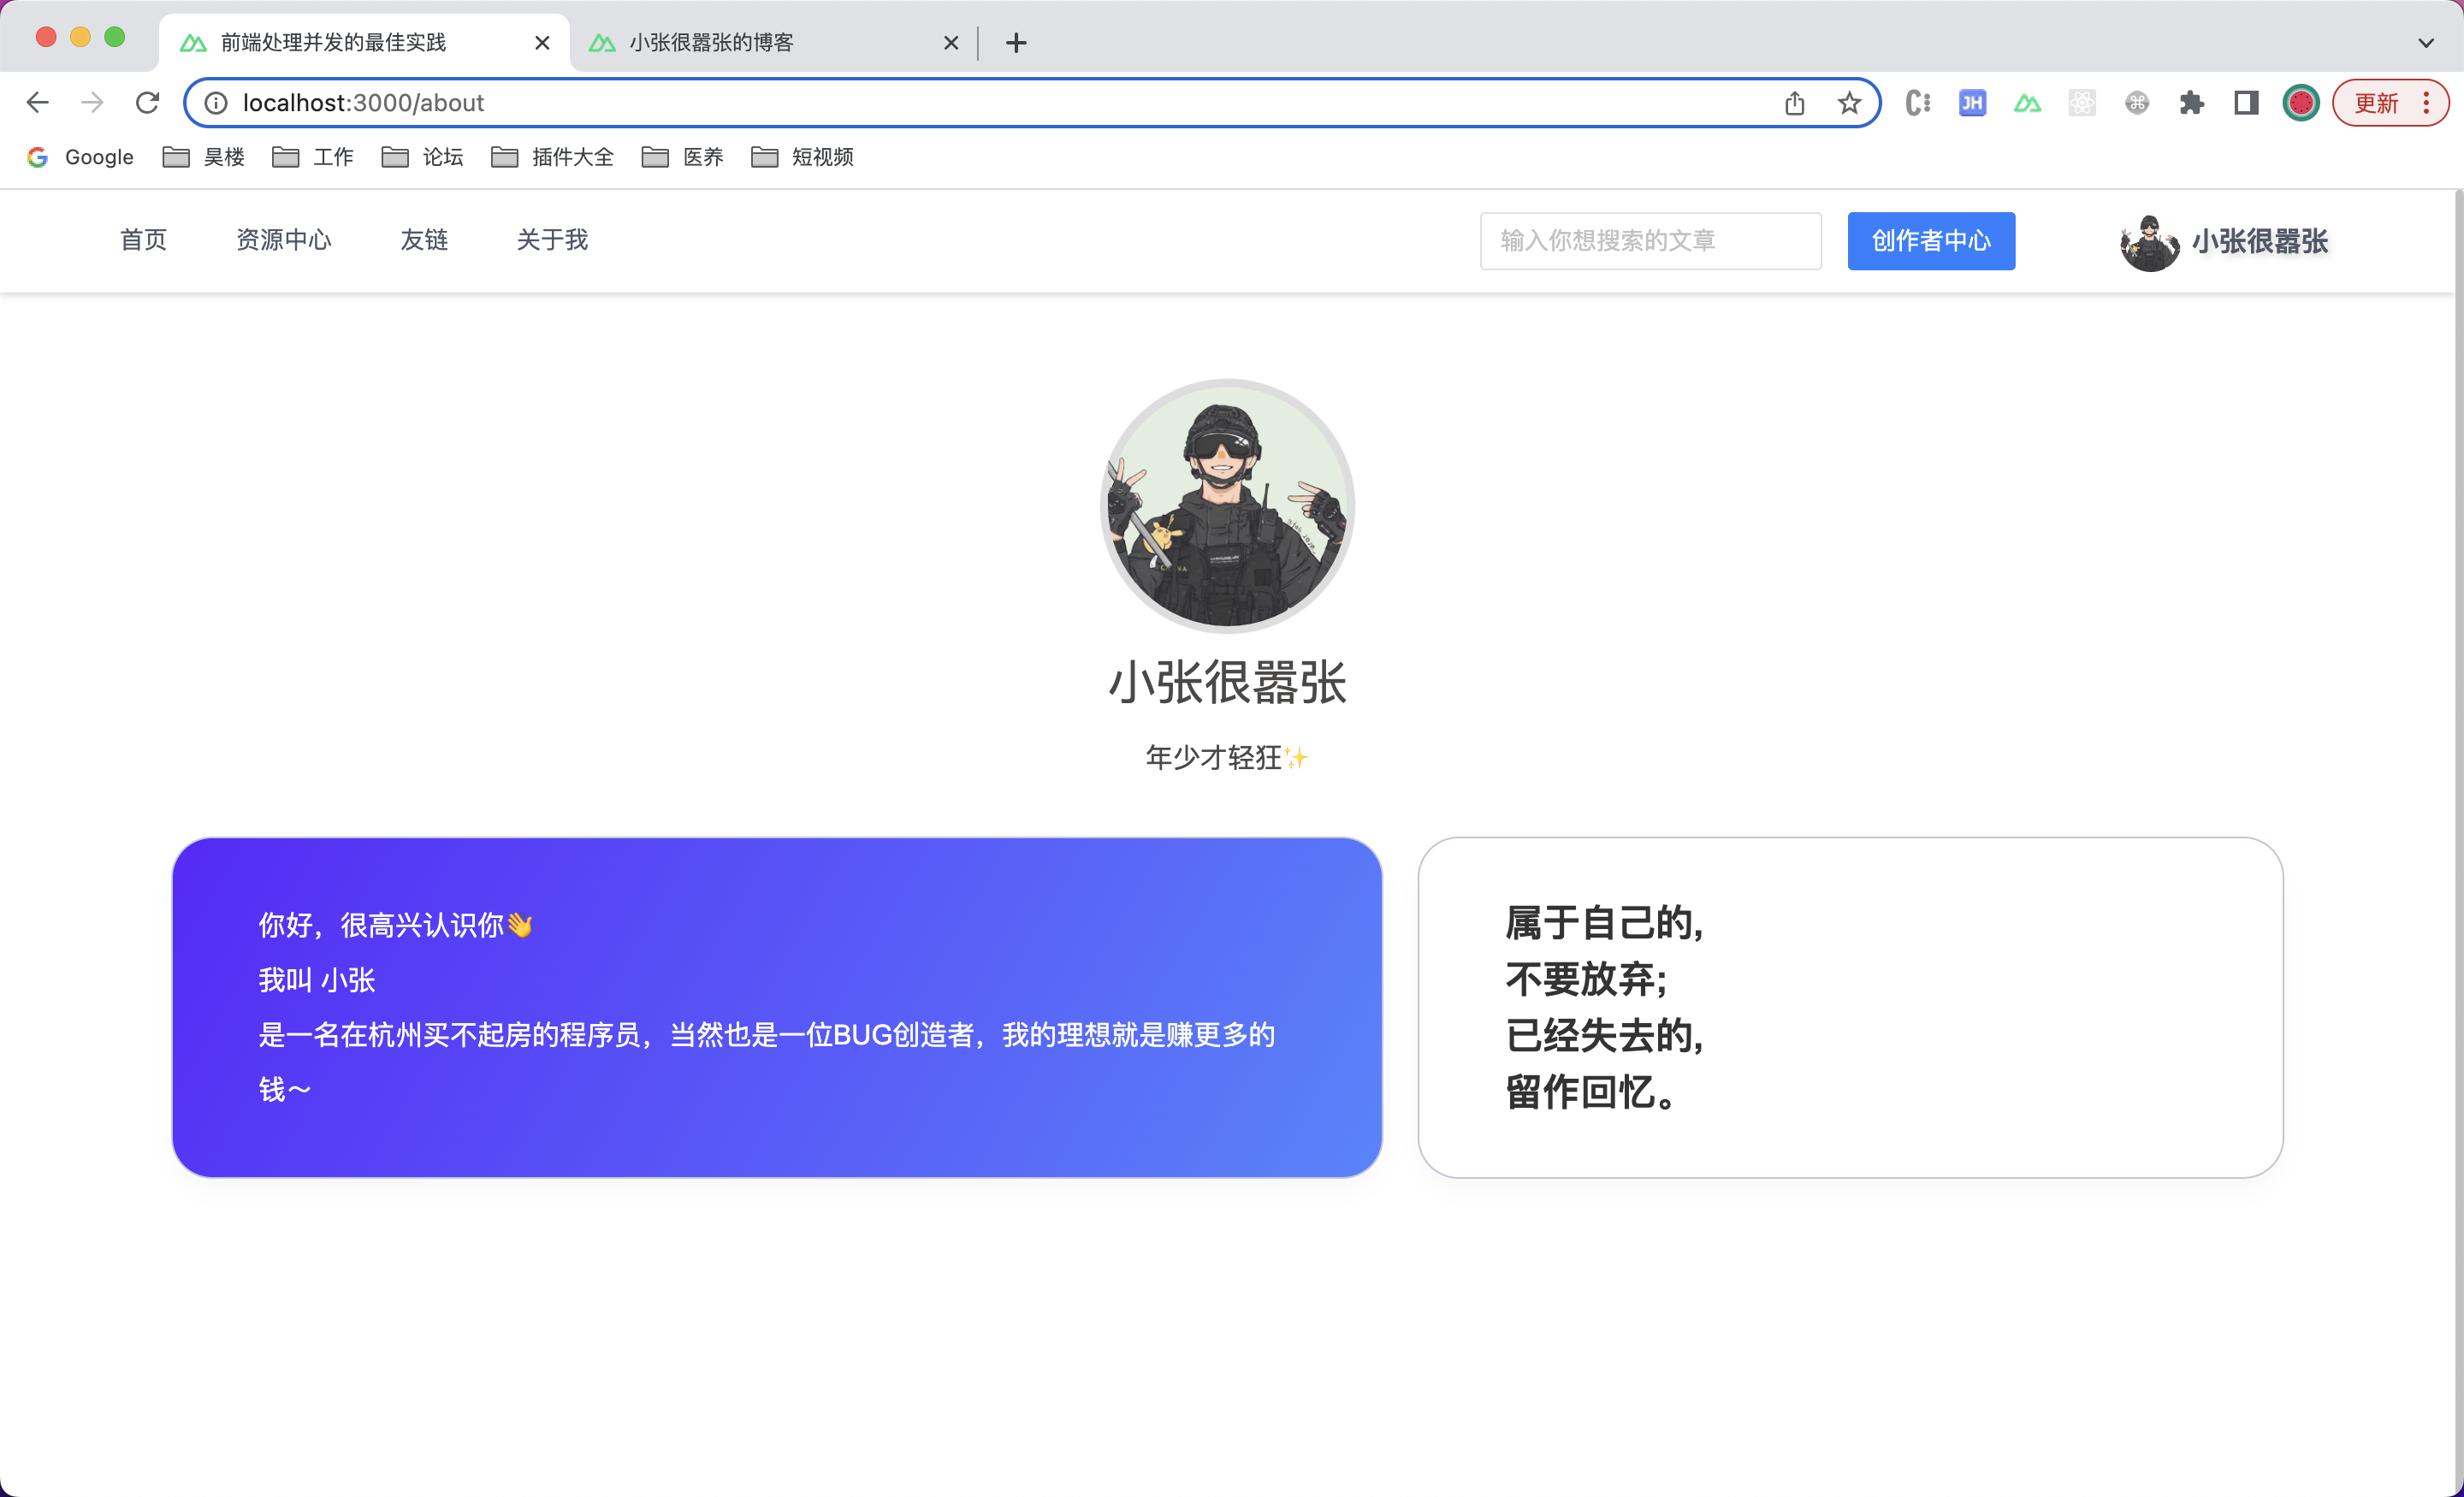 前端处理并发的最佳实践
小张很嚣张的博客
localhost:3000/about
JH
更新
Google 昊楼 工作 论坛 插件大全 医养 短视频
首页 资源中心 友链 关于我
输入你想搜索的文章
创作者中心
小张很嚣张
小张很嚣张
年少才轻狂✨
你好，很高兴认识你👋
我叫 小张
是一名在杭州买不起房的程序员，当然也是一位BUG创造者，我的理想就是赚更多的
钱～
属于自己的,
不要放弃;
已经失去的,
留作回忆。